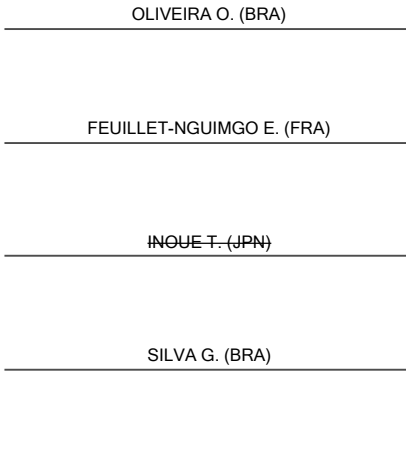 OLIVEIRA O. (BRA)
FEUILLET-NGUIMGO E. (FRA)
INOUE T. (JPN)
SILVA G. (BRA)